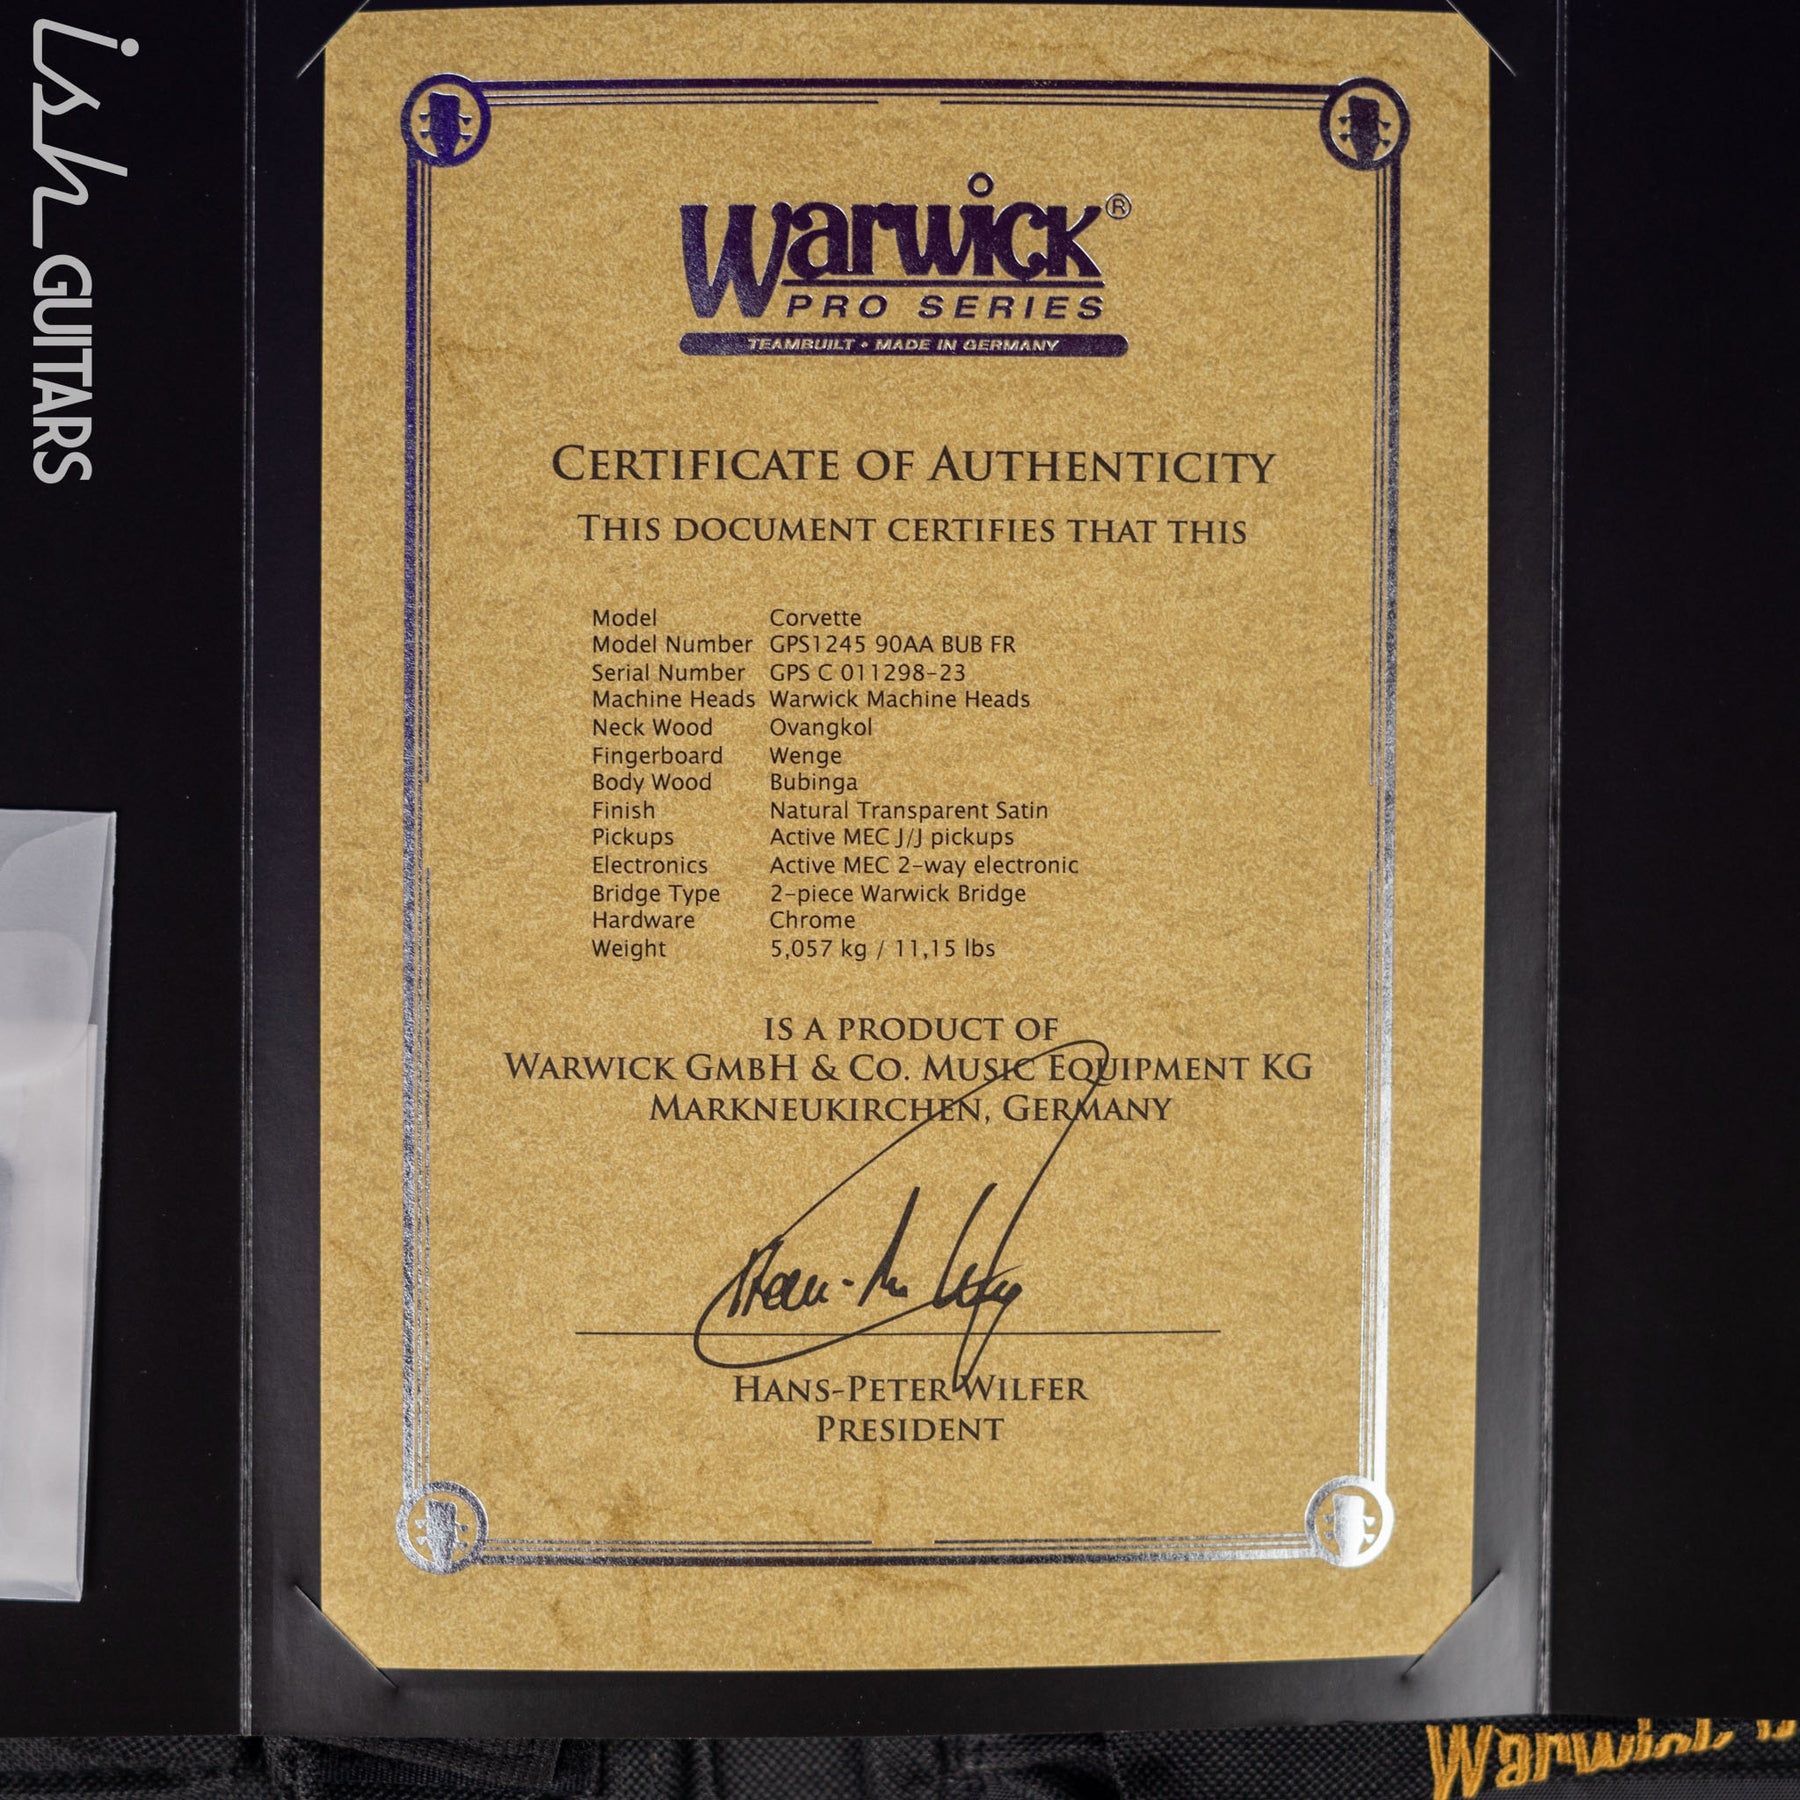 ish GUITARS
Warwick®
PRO SERIES
TEAMBUILT • MADE IN GERMANY
CERTIFICATE OF AUTHENTICITY
THIS DOCUMENT CERTIFIES THAT THIS
Model Corvette
Model Number GPS1245 90AA BUB FR
Serial Number GPS C 011298-23
Machine Heads Warwick Machine Heads
Neck Wood Ovangkol
Fingerboard Wenge
Body Wood Bubinga
Finish Natural Transparent Satin
Pickups Active MEC J/J pickups
Electronics Active MEC 2-way electronic
Bridge Type 2-piece Warwick Bridge
Hardware Chrome
Weight 5,057 kg / 11,15 lbs
IS A PRODUCT OF
WARWICK GMBH & CO. MUSIC EQUIPMENT KG
MARKNEUKIRCHEN, GERMANY
HANS-PETER WILFER
PRESIDENT
Warwick